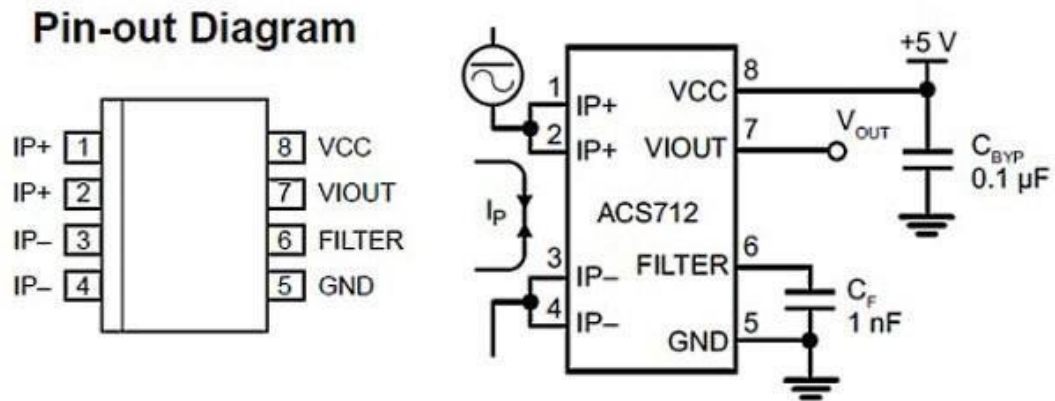 Pin-out Diagram
IP+ 1
IP+ 2
IP– 3
IP– 4
8 VCC
7 VIOUT
6 FILTER
5 GND
+5 V
1 IP+
2 IP+
IP
3 IP–
4 IP–
ACS712
VCC 8
VIOUT 7
VOUT
FILTER 6
GND 5
CBYP
0.1 µF
CF
1 nF